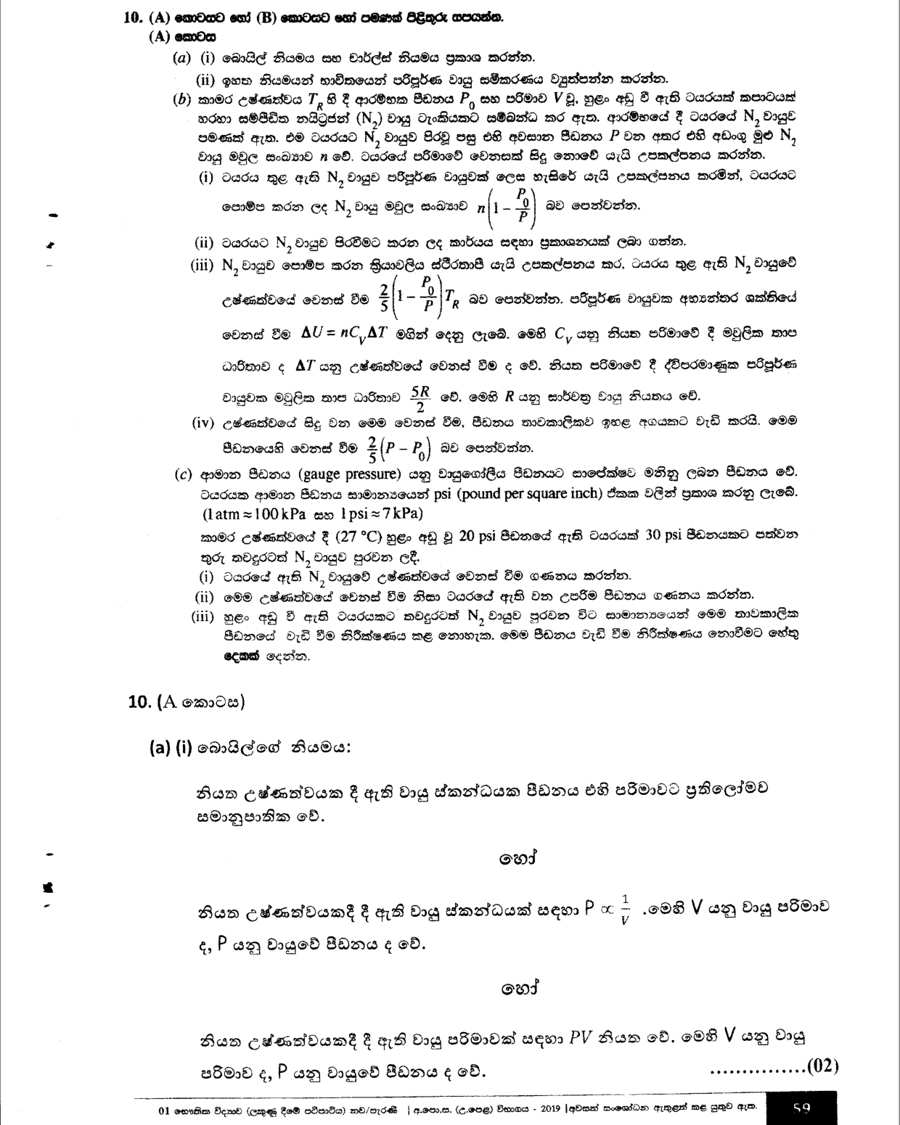 10. (A) කොටසට හෝ (B) කොටසට හෝ පමණක් පිළිතුරු සපයන්න.
(A) කොටස
(a) (i) බොයිල් නියමය සහ චාර්ල්ස් නියමය ප්‍රකාශ කරන්න.
(ii) ඉහත නියමයන් භාවිතයෙන් පරිපූර්ණ වායු සමීකරණය ව්‍යුත්පන්න කරන්න.
(b) කාමර උෂ්ණත්වය T_R හි දී ආරම්භක පීඩනය P_0 සහ පරිමාව V වූ, හුළං අඩු වී ඇති ටයරයක් කපාටයක්
හරහා සම්පීඩිත නයිට්‍රජන් (N_2) වායු ටැංකියකට සම්බන්ධ කර ඇත. ආරම්භයේ දී ටයරයේ N_2 වායුව
පමණක් ඇත. එම ටයරයට N_2 වායුව පිරවූ පසු එහි අවසාන පීඩනය P වන අතර එහි අඩංගු මුළු N_2
වායු මවුල සංඛ්‍යාව n වේ. ටයරයේ පරිමාවේ වෙනසක් සිදු නොවේ යැයි උපකල්පනය කරන්න.
(i) ටයරය තුළ ඇති N_2 වායුව පරිපූර්ණ වායුවක් ලෙස හැසිරේ යැයි උපකල්පනය කරමින්, ටයරයට
පොම්ප කරන ලද N_2 වායු මවුල සංඛ්‍යාව n(1 − P_0/P) බව පෙන්වන්න.
(ii) ටයරයට N_2 වායුව පිරවීමට කරන ලද කාර්යය සඳහා ප්‍රකාශනයක් ලබා ගන්න.
(iii) N_2 වායුව පොම්ප කරන ක්‍රියාවලිය ස්ථිරතාපී යැයි උපකල්පනය කර, ටයරය තුළ ඇති N_2 වායුවේ
උෂ්ණත්වයේ වෙනස් වීම 2/5(1 − P_0/P)T_R බව පෙන්වන්න. පරිපූර්ණ වායුවක අභ්‍යන්තර ශක්තියේ
වෙනස් වීම ΔU = nC_VΔT මගින් දෙනු ලැබේ. මෙහි C_V යනු නියත පරිමාවේ දී මවුලික තාප
ධාරිතාව ද ΔT යනු උෂ්ණත්වයේ වෙනස් වීම ද වේ. නියත පරිමාවේ දී ද්විපරමාණුක පරිපූර්ණ
වායුවක මවුලික තාප ධාරිතාව 5R/2 වේ. මෙහි R යනු සාර්වත්‍ර වායු නියතය වේ.
(iv) උෂ්ණත්වයේ සිදු වන මෙම වෙනස් වීම, පීඩනය තාවකාලිකව ඉහළ අගයකට වැඩි කරයි. මෙම
පීඩනයෙහි වෙනස් වීම 2/5(P − P_0) බව පෙන්වන්න.
(c) ආමාන පීඩනය (gauge pressure) යනු වායුගෝලීය පීඩනයට සාපේක්ෂව මනිනු ලබන පීඩනය වේ.
ටයරයක ආමාන පීඩනය සාමාන්‍යයෙන් psi (pound per square inch) ඒකක වලින් ප්‍රකාශ කරනු ලැබේ.
(1 atm ≈ 100 kPa සහ 1 psi ≈ 7 kPa)
කාමර උෂ්ණත්වයේ දී (27 °C) හුළං අඩු වූ 20 psi පීඩනයේ ඇති ටයරයක් 30 psi පීඩනයකට පත්වන
තුරු තවදුරටත් N_2 වායුව පුරවන ලදී.
(i) ටයරයේ ඇති N_2 වායුවේ උෂ්ණත්වයේ වෙනස් වීම ගණනය කරන්න.
(ii) මෙම උෂ්ණත්වයේ වෙනස් වීම නිසා ටයරයේ ඇති වන උපරිම පීඩනය ගණනය කරන්න.
(iii) හුළං අඩු වී ඇති ටයරයකට තවදුරටත් N_2 වායුව පුරවන විට සාමාන්‍යයෙන් මෙම තාවකාලික
පීඩනයේ වැඩි වීම නිරීක්ෂණය කළ නොහැක. මෙම පීඩනය වැඩි වීම නිරීක්ෂණය නොවීමට හේතු
දෙකක් දෙන්න.
10. (A කොටස)
(a) (i) බොයිල්ගේ නියමය:
නියත උෂ්ණත්වයක දී ඇති වායු ස්කන්ධයක පීඩනය එහි පරිමාවට ප්‍රතිලෝමව
සමානුපාතික වේ.
හෝ
නියත උෂ්ණත්වයකදී දී ඇති වායු ස්කන්ධයක් සඳහා P ∝ 1/V .මෙහි V යනු වායු පරිමාව
ද, P යනු වායුවේ පීඩනය ද වේ.
හෝ
නියත උෂ්ණත්වයකදී දී ඇති වායු පරිමාවක් සඳහා PV නියත වේ. මෙහි V යනු වායු
පරිමාව ද, P යනු වායුවේ පීඩනය ද වේ. ...............(02)
01 භෞතික විද්‍යාව (ලකුණු දීමේ පටිපාටිය) නව/පැරණි | අ.පො.ස. (උ.පෙළ) විභාගය - 2019 | අවසන් සංශෝධන ඇතුළත් කළ යුතුව ඇත. 59